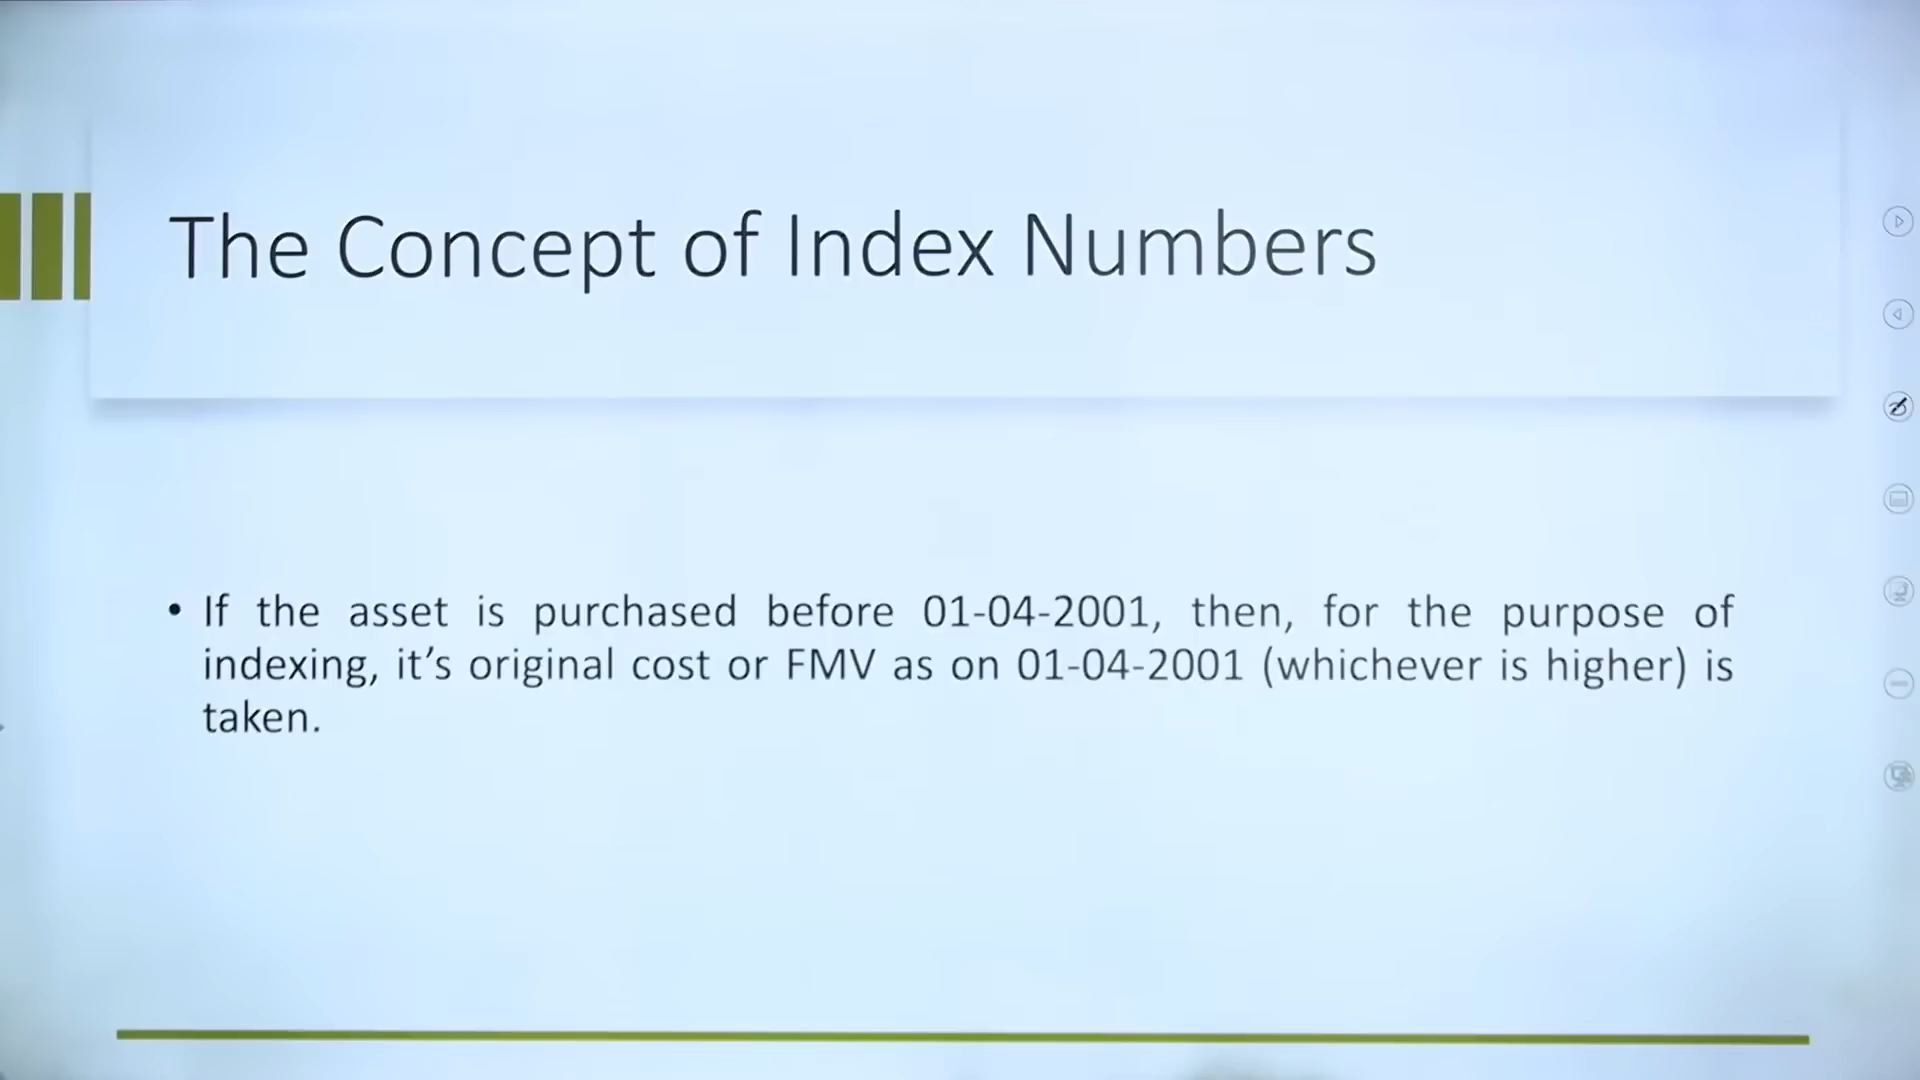 The Concept of Index Numbers
• If the asset is purchased before 01-04-2001, then, for the purpose of
indexing, it’s original cost or FMV as on 01-04-2001 (whichever is higher) is
taken.